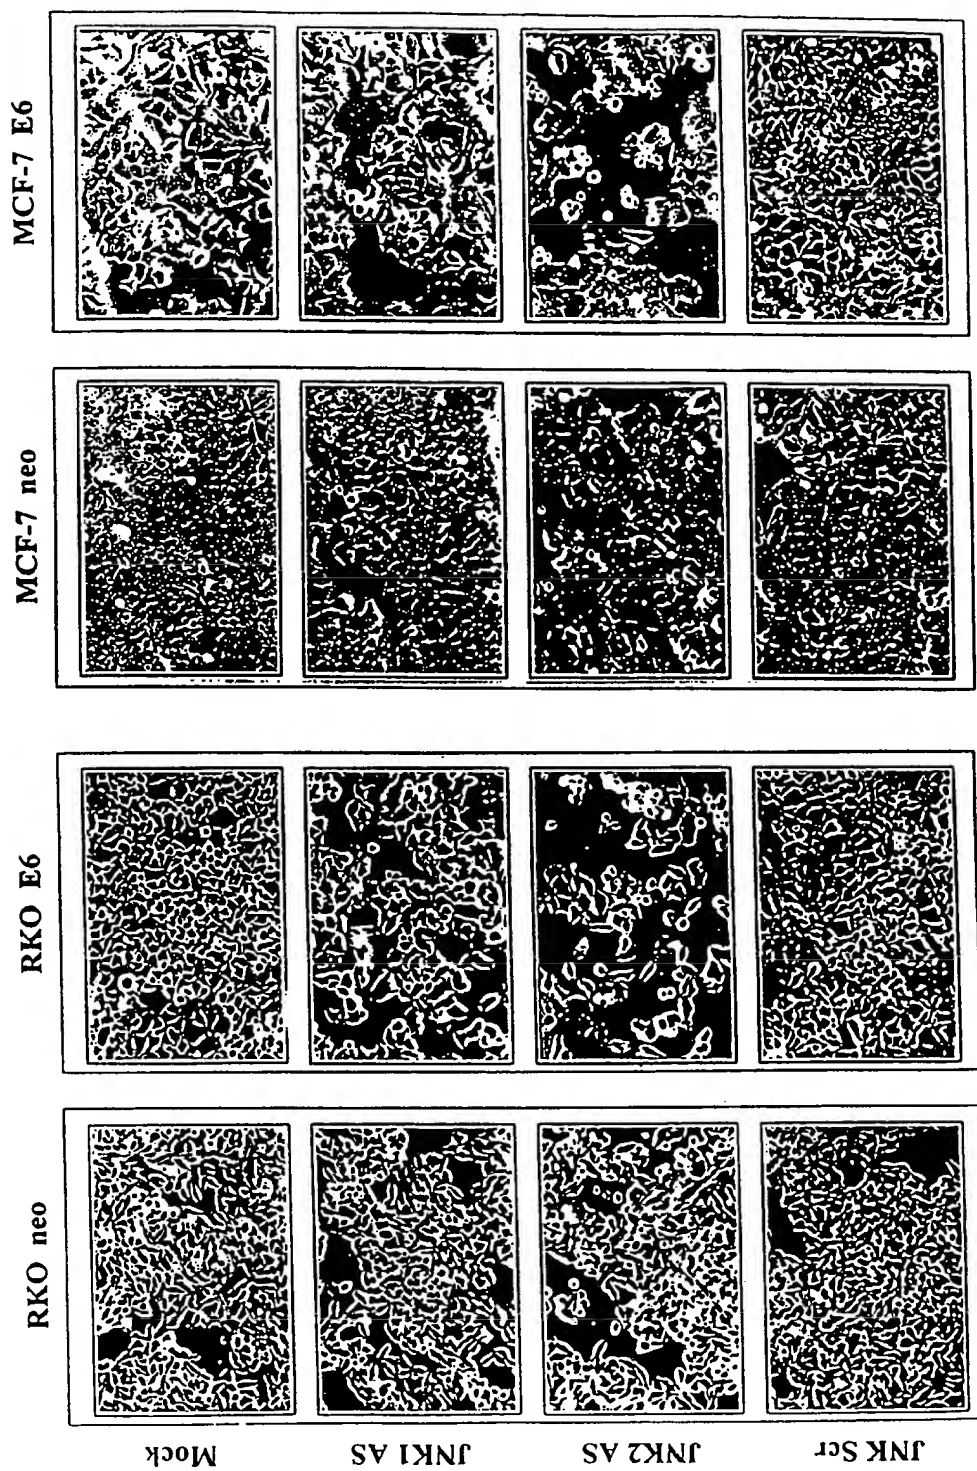 RKO neo
RKO E6
MCF-7 neo
MCF-7 E6
Mock
JNK1 AS
JNK2 AS
JNK Scr